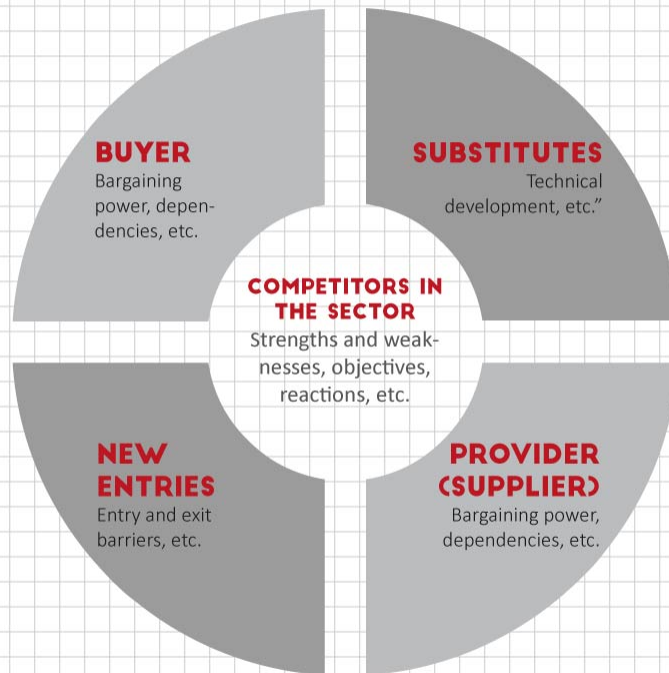 BUYER
Bargaining
power, depen-
dencies, etc.
SUBSTITUTES
Technical
development, etc.”
COMPETITORS IN
THE SECTOR
Strengths and weak-
nesses, objectives,
reactions, etc.
NEW
ENTRIES
Entry and exit
barriers, etc.
PROVIDER
(SUPPLIER)
Bargaining power,
dependencies, etc.